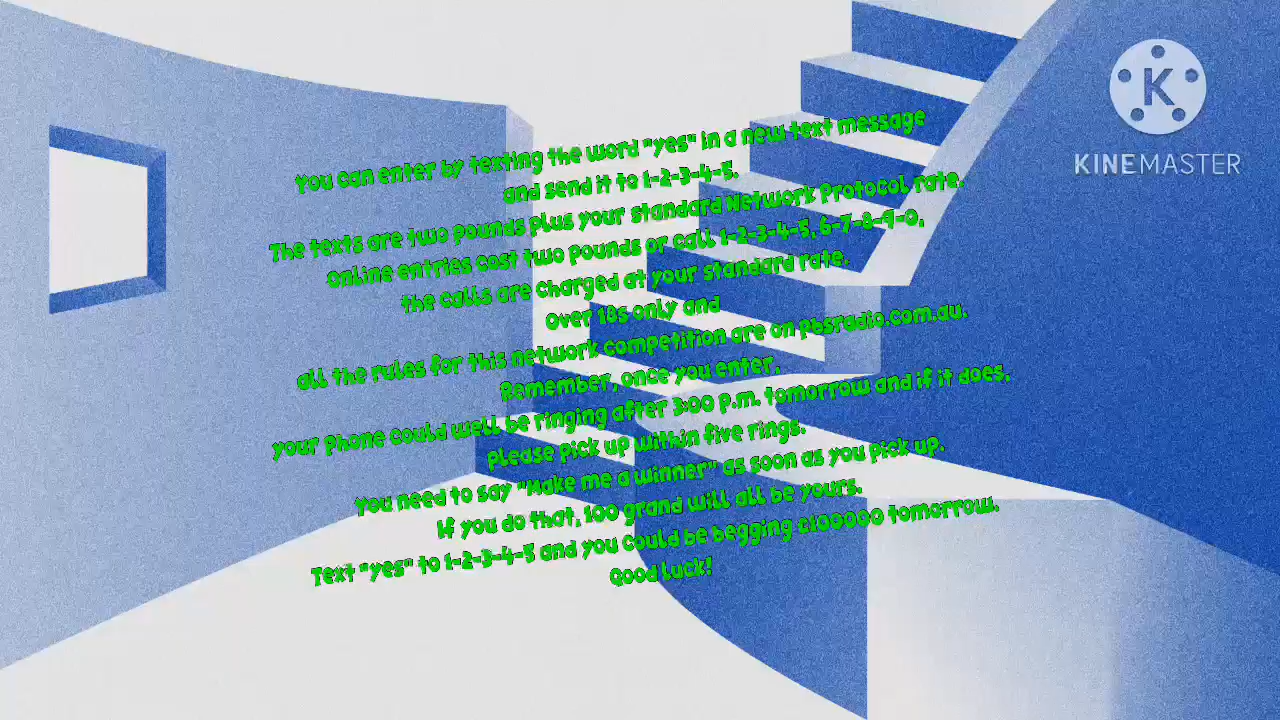 You can enter by texting the word "yes" in a new text message
and send it to 1-2-3-4-5.
The texts are two pounds plus your standard Network Protocol rate.
Online entries cost two pounds or call 1-2-3-4-5, 6-7-8-9-0,
the calls are charged at your standard rate.
Over 18s only and
all the rules for this network competition are on pbsradio.com.au.
Remember, once you enter,
your phone could well be ringing after 3:00 p.m. tomorrow and if it does,
please pick up within five rings.
You need to say "Make me a winner" as soon as you pick up.
If you do that, 100 grand will all be yours.
Text "yes" to 1-2-3-4-5 and you could be begging £100000 tomorrow.
Good luck!
K
KINEMASTER